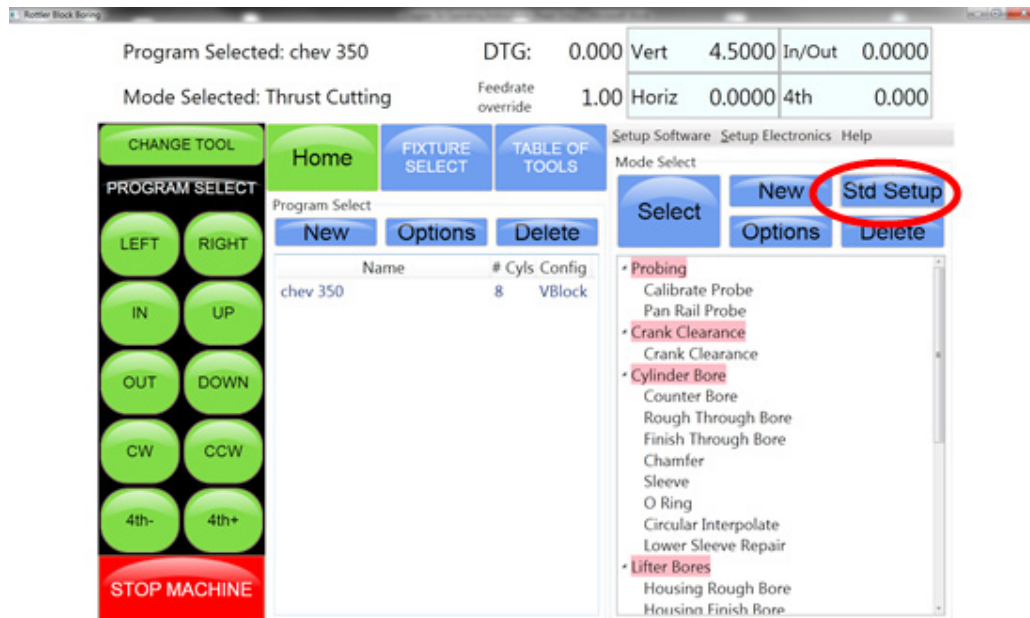 Rottler Block Boring
Program Selected: chev 350
DTG: 0.000
Vert 4.5000 In/Out 0.0000
Mode Selected: Thrust Cutting
Feedrate override 1.00
Horiz 0.0000 4th 0.000
CHANGE TOOL
PROGRAM SELECT
LEFT RIGHT
IN UP
OUT DOWN
CW CCW
4th- 4th+
STOP MACHINE
Home
FIXTURE SELECT
TABLE OF TOOLS
Program Select
New Options Delete
Name # Cyls Config
chev 350 8 VBlock
Setup Software Setup Electronics Help
Mode Select
Select
New Std Setup
Options Delete
Probing
Calibrate Probe
Pan Rail Probe
Crank Clearance
Crank Clearance
Cylinder Bore
Counter Bore
Rough Through Bore
Finish Through Bore
Chamfer
Sleeve
O Ring
Circular Interpolate
Lower Sleeve Repair
Lifter Bores
Housing Rough Bore
Housing Finish Bore